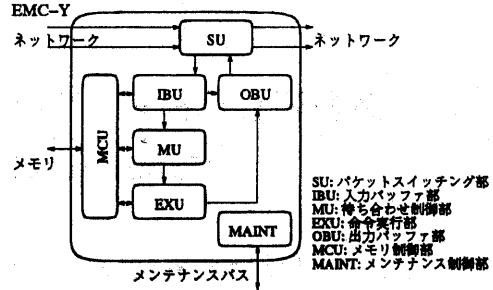 EMC-Y
ネットワーク
SU
ネットワーク
IBU
OBU
MCU
MU
メモリ
EXU
MAINT
メンテナンスバス
SU: パケットスイッチング部
IBU: 入力バッファ部
MU: 待ち合わせ制御部
EXU: 命令実行部
OBU: 出力バッファ部
MCU: メモリ制御部
MAINT: メンテナンス制御部